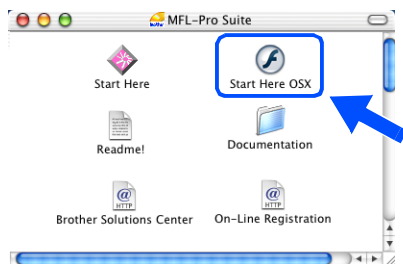 MFL-Pro Suite
Start Here
Start Here OSX
Readme!
Documentation
HTTP
HTTP
Brother Solutions Center
On-Line Registration